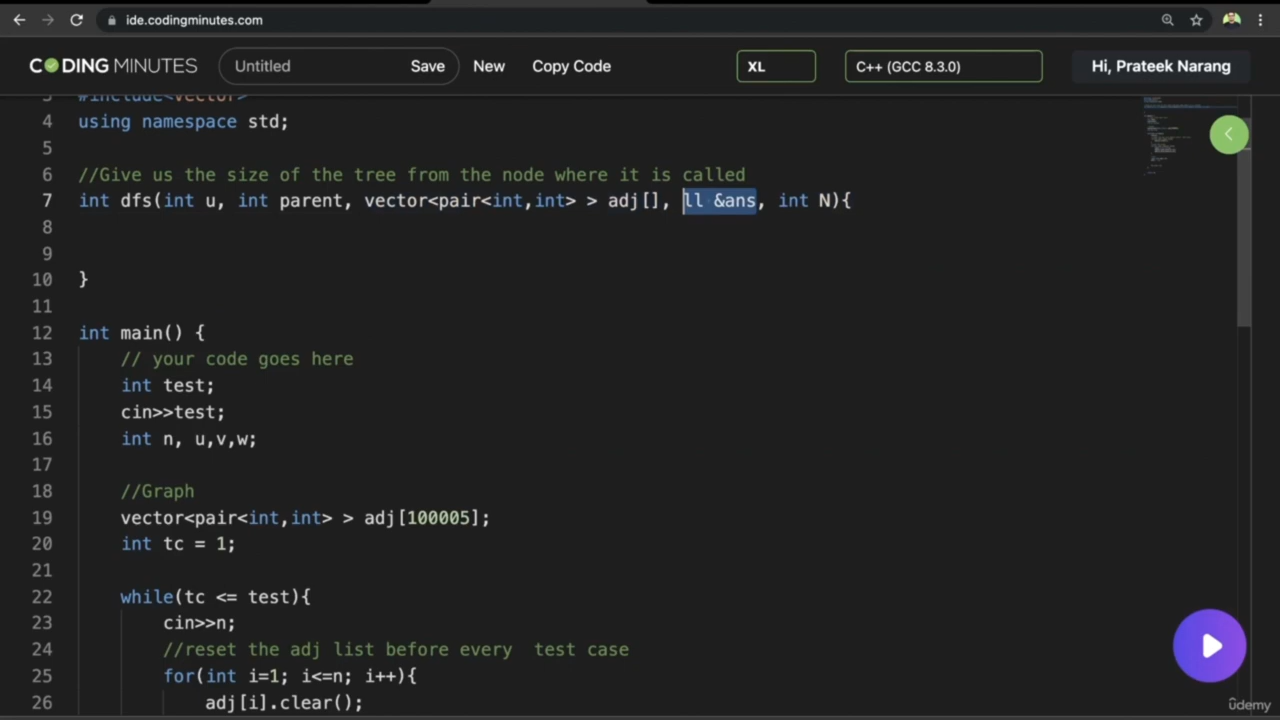 ide.codingminutes.com
CODING MINUTES
Untitled
Save
New
Copy Code
XL
C++ (GCC 8.3.0)
Hi, Prateek Narang
3 #include<vector>
4 using namespace std;
5
6 //Give us the size of the tree from the node where it is called
7 int dfs(int u, int parent, vector<pair<int,int> > adj[], ll &ans, int N){
8
9
10 }
11
12 int main() {
13 // your code goes here
14 int test;
15 cin>>test;
16 int n, u,v,w;
17
18 //Graph
19 vector<pair<int,int> > adj[100005];
20 int tc = 1;
21
22 while(tc <= test){
23 cin>>n;
24 //reset the adj list before every  test case
25 for(int i=1; i<=n; i++){
26 adj[i].clear();
ûdemy